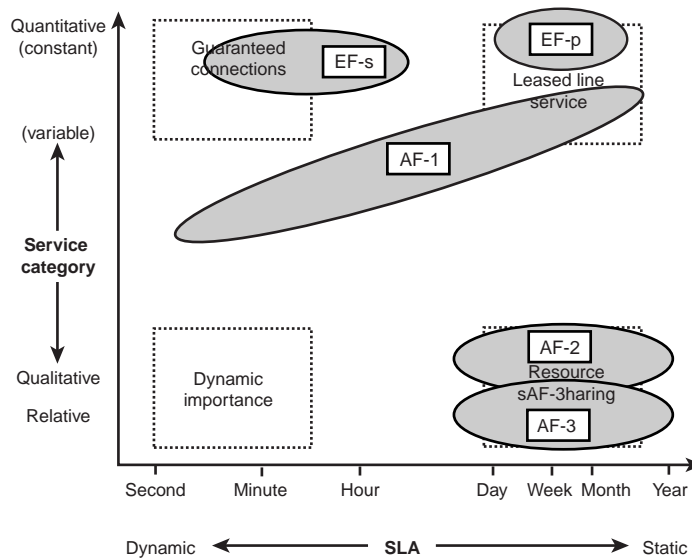 Quantitative
(constant)
Guaranteed
connections
EF-s
EF-p
Leased line
service
(variable)
AF-1
Service
category
AF-2
Qualitative
Dynamic
importance
Resource
sAF-3haring
Relative
AF-3
Second
Minute
Hour
Day
Week
Month
Year
Dynamic
SLA
Static